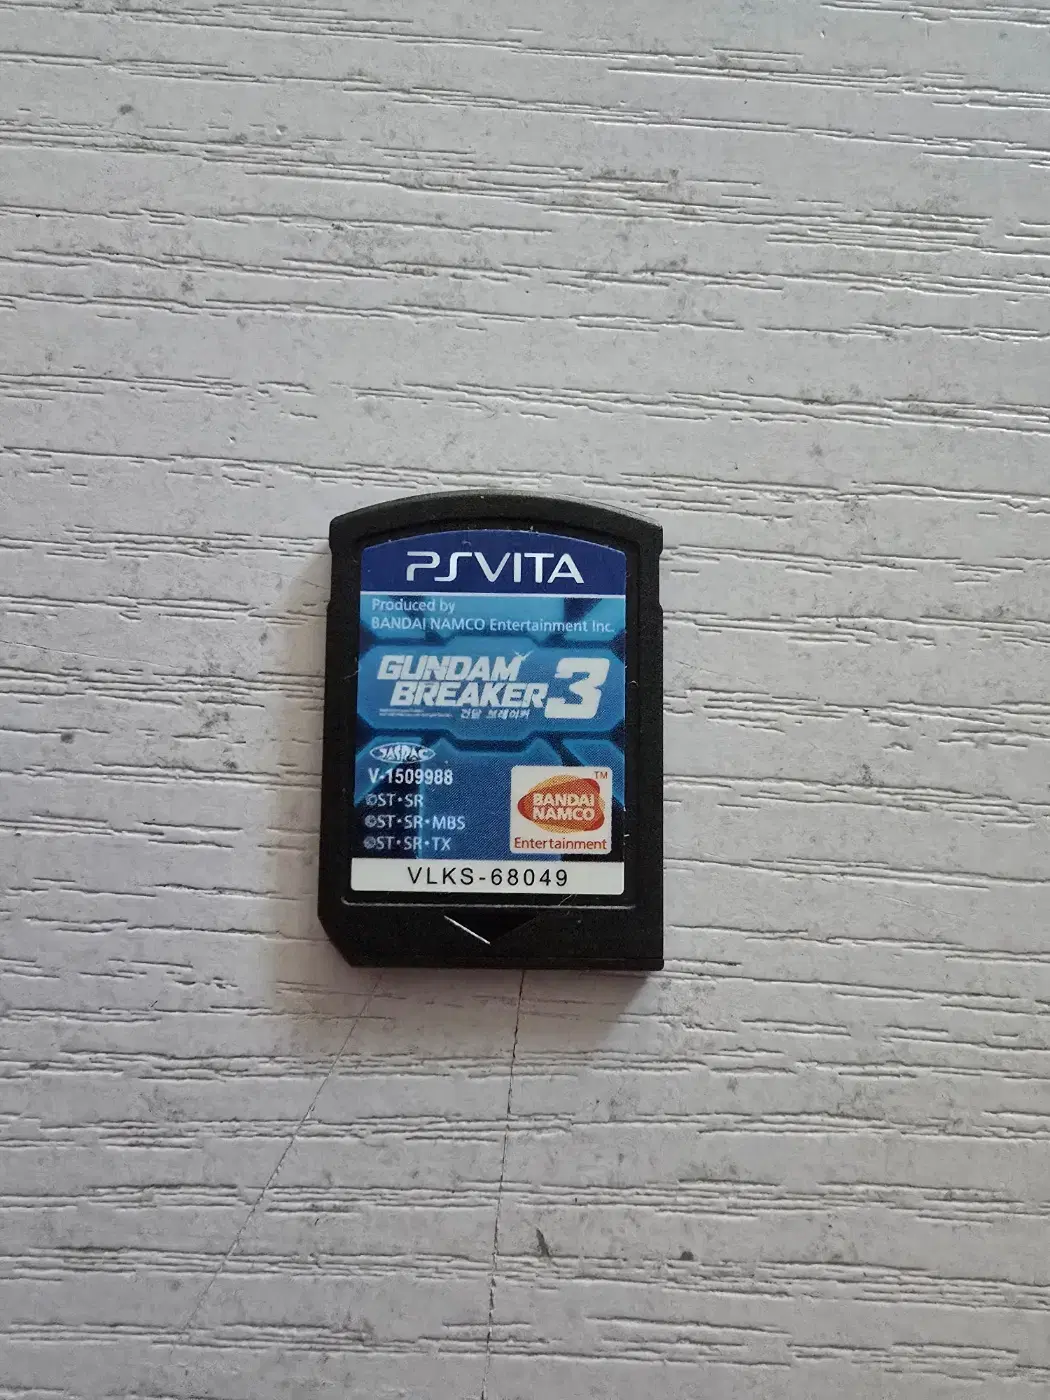 PSVITA
Produced by
BANDAI NAMCO Entertainment Inc.
GUNDAM
BREAKER 3
건담 브레이커
JASRAC
V-1509988
©ST・SR
©ST・SR・MBS
©ST・SR・TX
BANDAI
NAMCO
TM
Entertainment
VLKS-68049